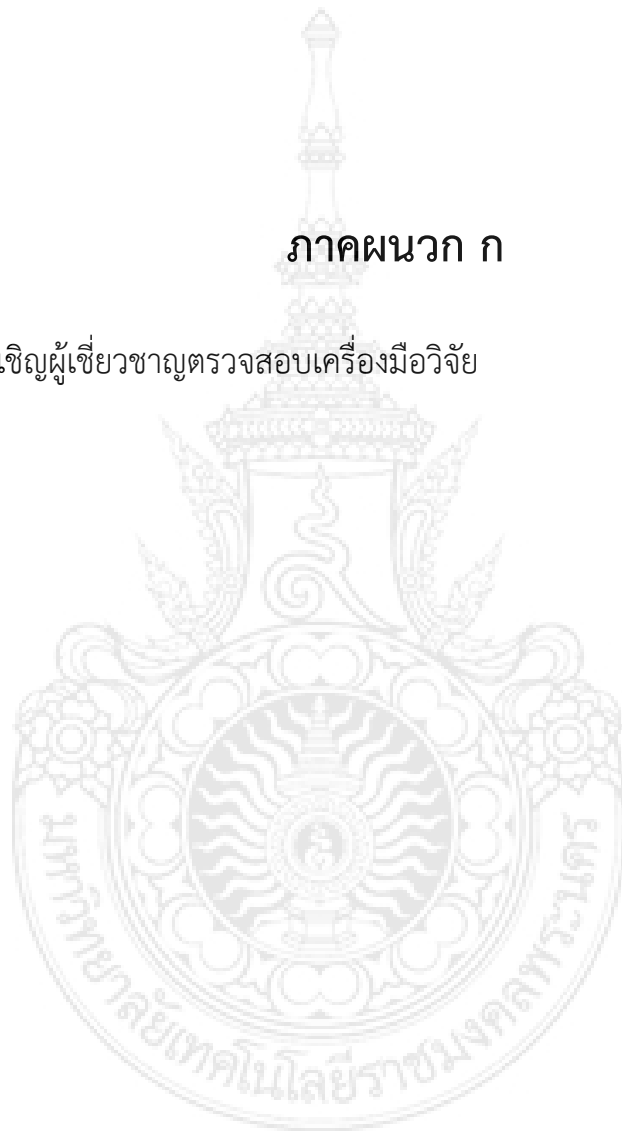 ภาคผนวก ก
เชิญผู้เชี่ยวชาญตรวจสอบเครื่องมือวิจัย
มหาวิทยาลัยเทคโนโลยีราชมงคลพระนคร